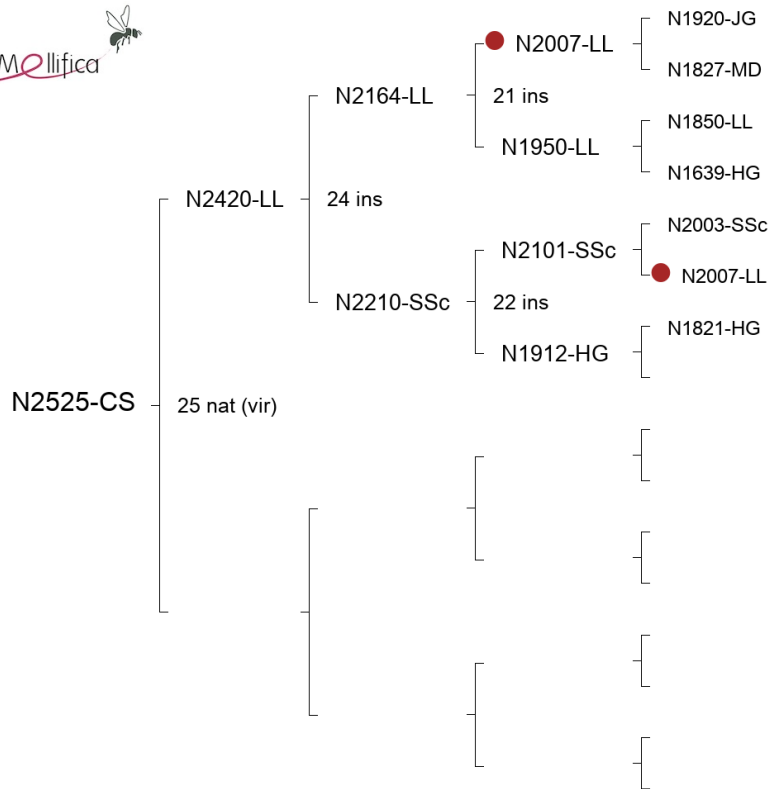 Mellifica
N1920-JG
N2007-LL
N1827-MD
N2164-LL
21 ins
N1850-LL
N1950-LL
N1639-HG
N2420-LL
24 ins
N2003-SSc
N2101-SSc
N2007-LL
N2210-SSc
22 ins
N1821-HG
N1912-HG
N2525-CS
25 nat (vir)